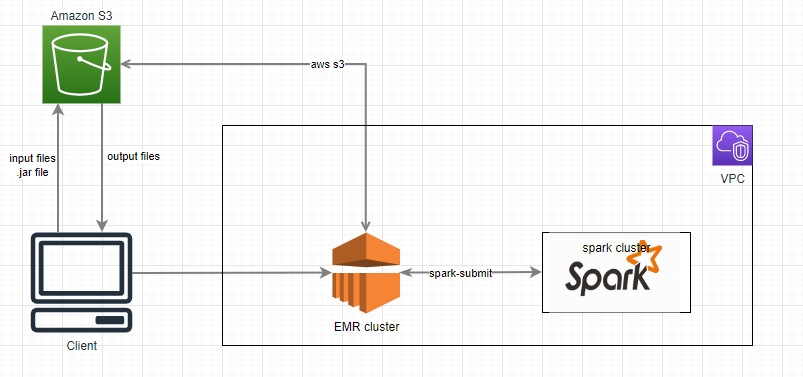 Amazon S3
aws s3
input files
.jar file
output files
VPC
spark cluster
Spark
spark-submit
EMR cluster
Client